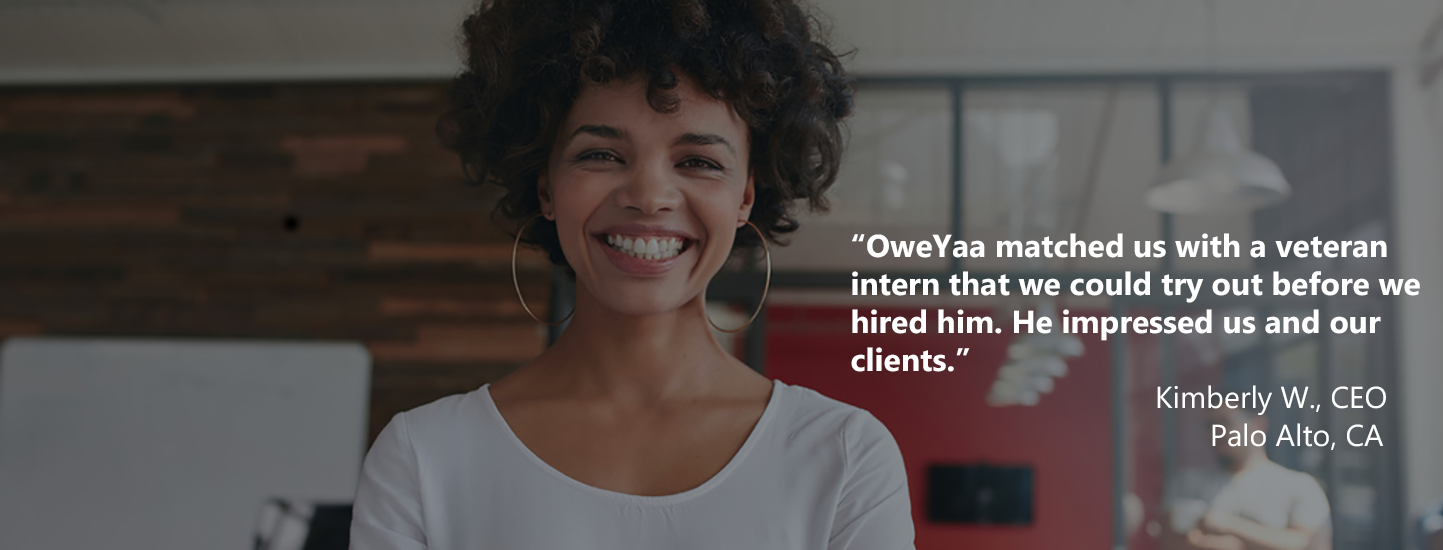 “OweYaa matched us with a veteran
intern that we could try out before we
hired him. He impressed us and our
clients.”
Kimberly W., CEO
Palo Alto, CA